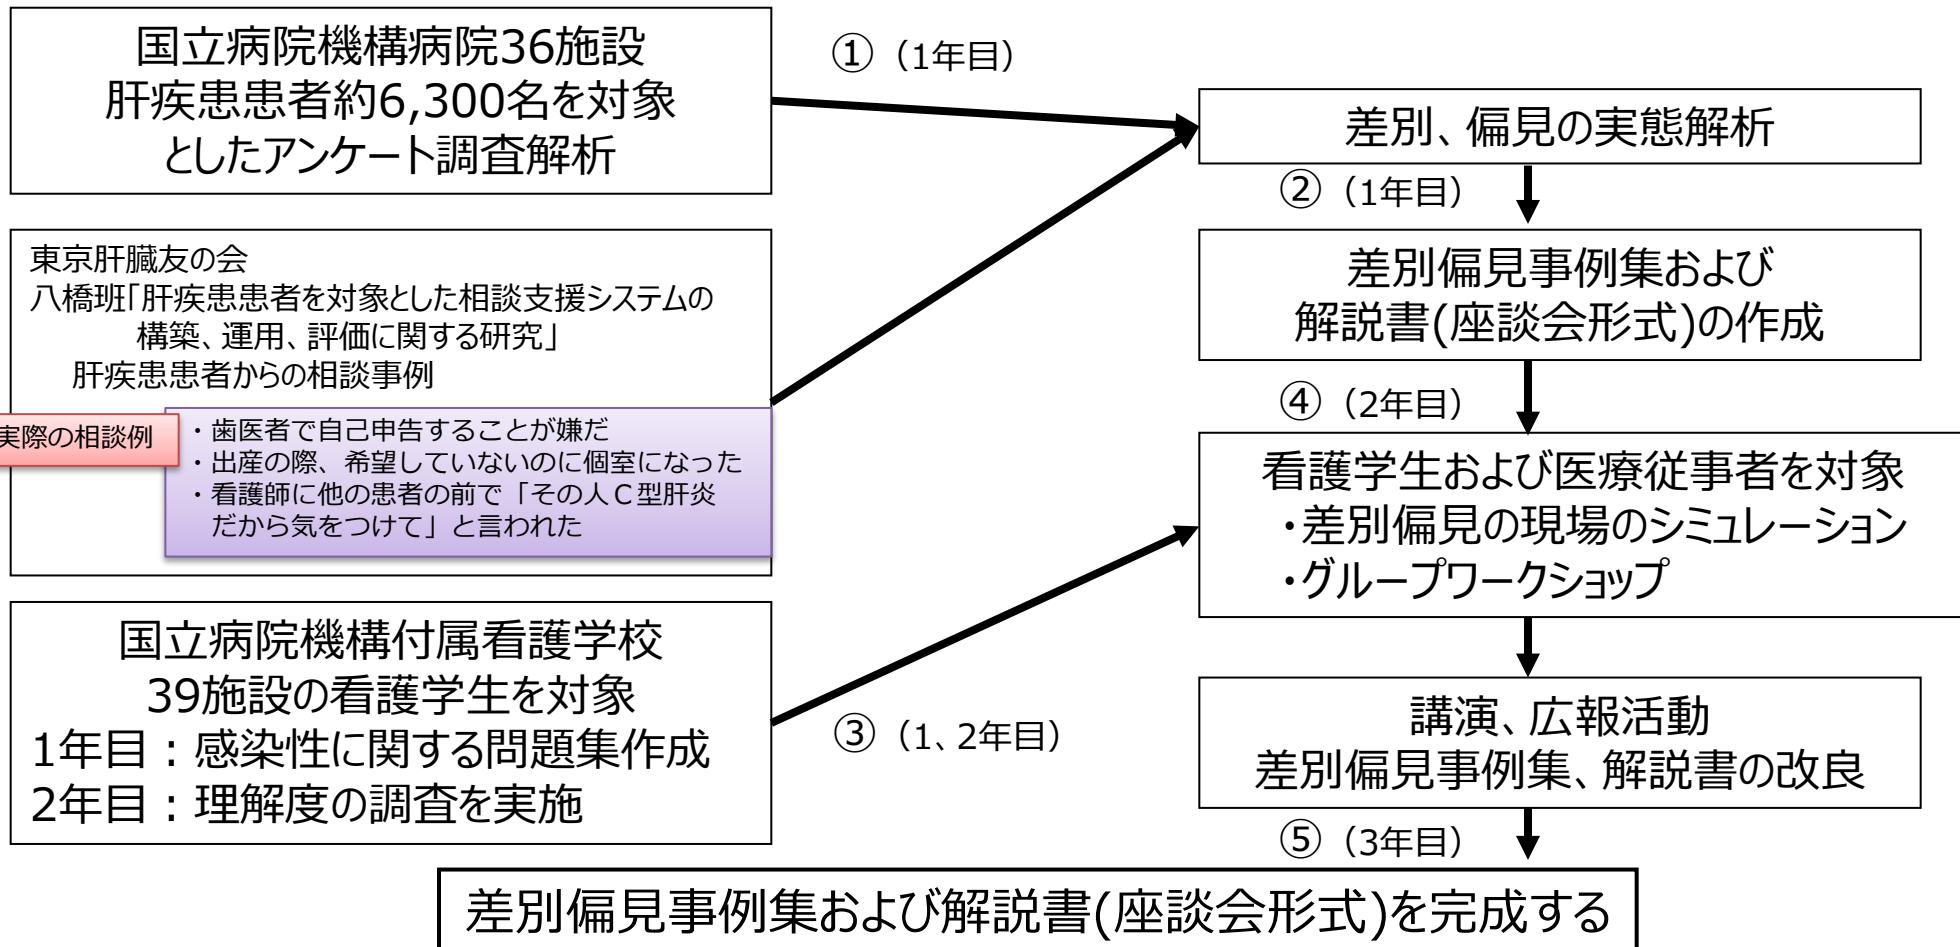 国立病院機構病院36施設
肝疾患患者約6,300名を対象
としたアンケート調査解析
①（1年目）
差別、偏見の実態解析
②（1年目）
東京肝臓友の会
八橋班「肝疾患患者を対象とした相談支援システムの
構築、運用、評価に関する研究」
肝疾患患者からの相談事例
実際の相談例
・歯医者で自己申告することが嫌だ
・出産の際、希望していないのに個室になった
・看護師に他の患者の前で「その人Ｃ型肝炎
だから気をつけて」と言われた
差別偏見事例集および
解説書(座談会形式)の作成
④（2年目）
看護学生および医療従事者を対象
・差別偏見の現場のシミュレーション
・グループワークショップ
国立病院機構付属看護学校
39施設の看護学生を対象
1年目：感染性に関する問題集作成
2年目：理解度の調査を実施
③（1、2年目）
講演、広報活動
差別偏見事例集、解説書の改良
⑤（3年目）
差別偏見事例集および解説書(座談会形式)を完成する